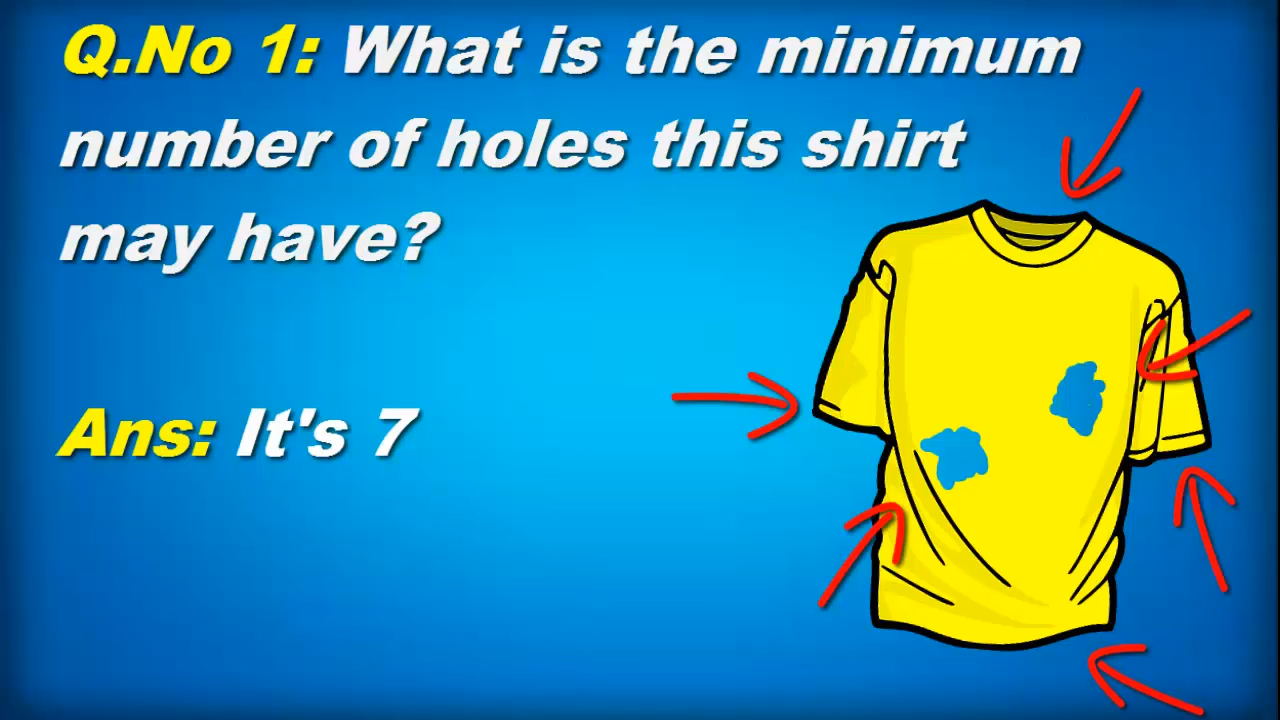 Q.No 1: What is the minimum
number of holes this shirt
may have?
Ans: It's 7